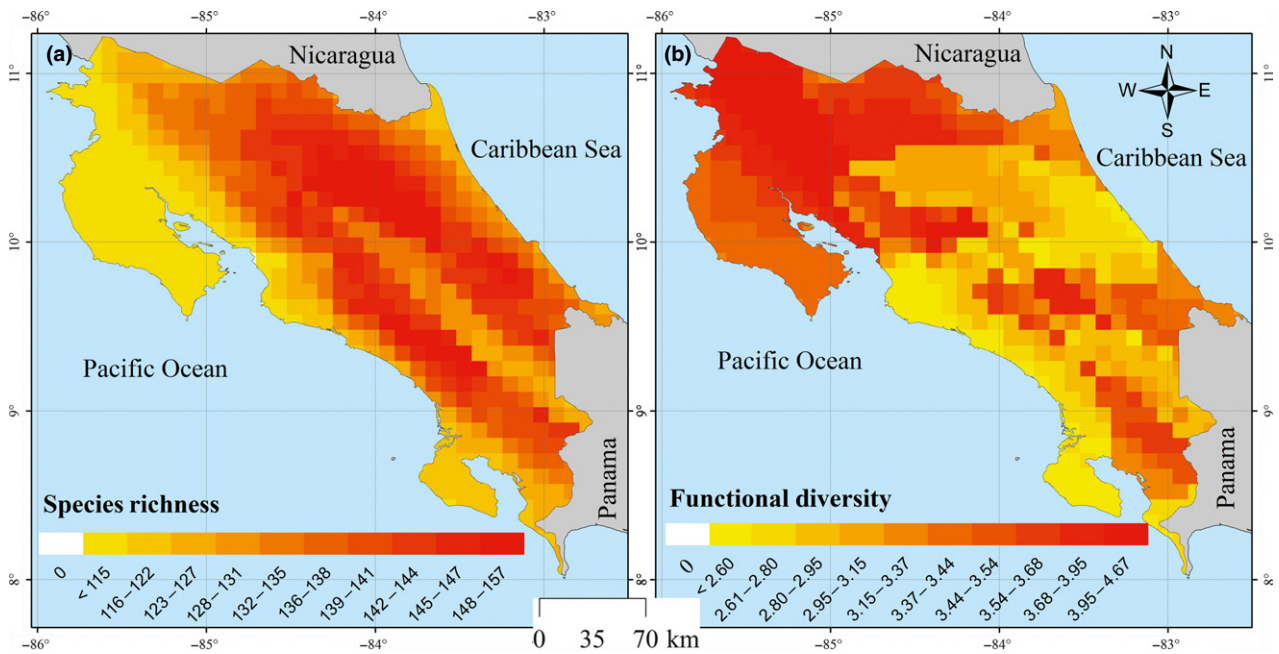 −86° −85° −84° −83° −86° −85° −84° −83°
(a) Nicaragua (b) Nicaragua N
W E
S
11° 11°
Caribbean Sea Caribbean Sea
10° 10°
Pacific Ocean Pacific Ocean
9° 9°
Panama Panama
Species richness Functional diversity
0 <115 116–122 123–127 128–131 132–135 136–138 139–141 142–144 145–147 148–157
0 < 2.60 2.61–2.80 2.80–2.95 2.95–3.15 3.15–3.37 3.37–3.44 3.44–3.54 3.54–3.68 3.68–3.95 3.95–4.67
8° 8°
0 35 70 km
−86° −85° −84° −85° −84° −83°